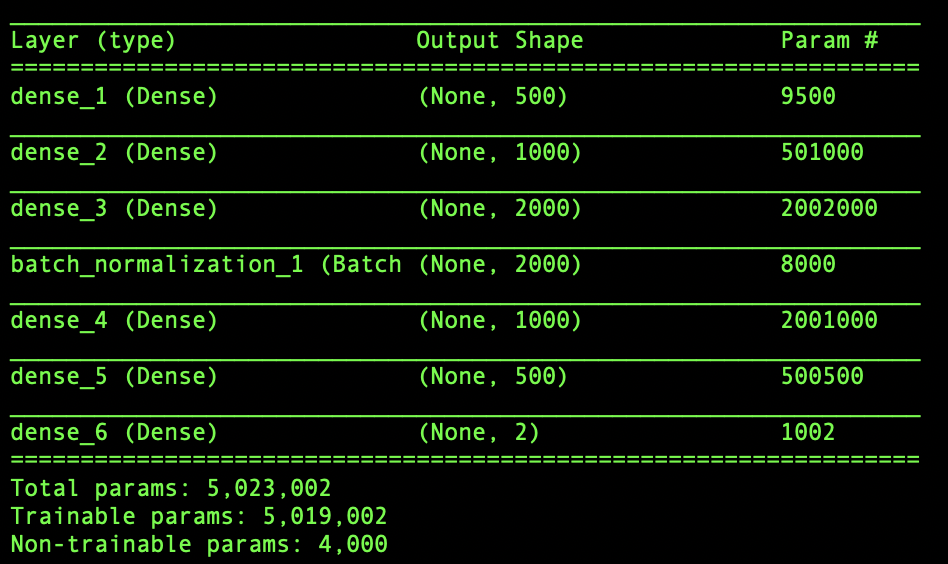 Layer (type) Output Shape Param #
dense_1 (Dense) (None, 500) 9500
dense_2 (Dense) (None, 1000) 501000
dense_3 (Dense) (None, 2000) 2002000
batch_normalization_1 (Batch (None, 2000) 8000
dense_4 (Dense) (None, 1000) 2001000
dense_5 (Dense) (None, 500) 500500
dense_6 (Dense) (None, 2) 1002
Total params: 5,023,002
Trainable params: 5,019,002
Non-trainable params: 4,000